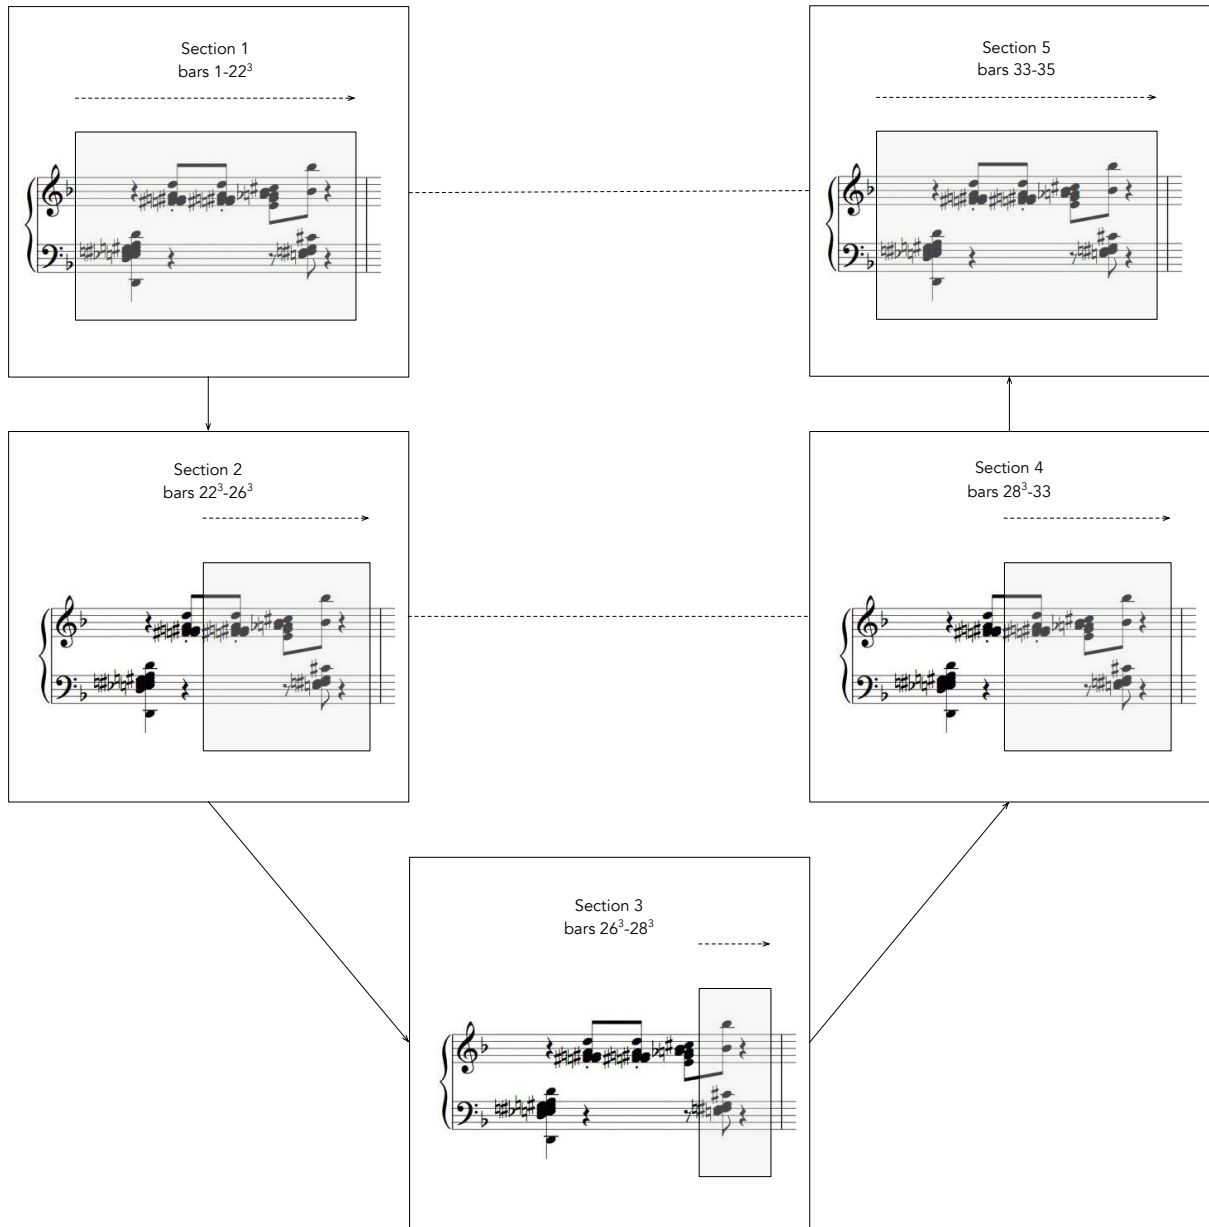 Section 1
bars 1-22³
Section 5
bars 33-35
Section 2
bars 22³-26³
Section 4
bars 28³-33
Section 3
bars 26³-28³